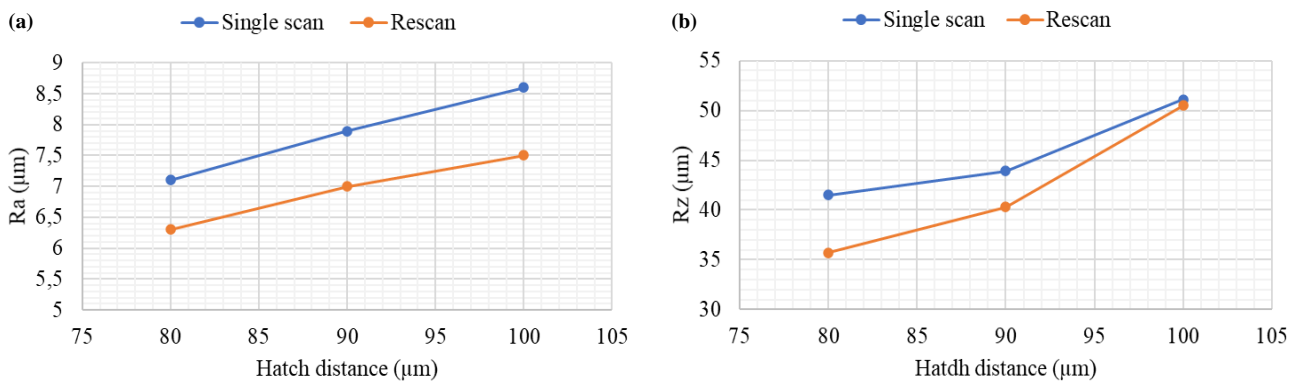 (a)
Single scan
Rescan
Ra (µm)
9
8,5
8
7,5
7
6,5
6
5,5
5
75 80 85 90 95 100 105
Hatch distance (µm)
(b)
Single scan
Rescan
Rz (µm)
55
50
45
40
35
30
75 80 85 90 95 100 105
Hatdh distance (µm)